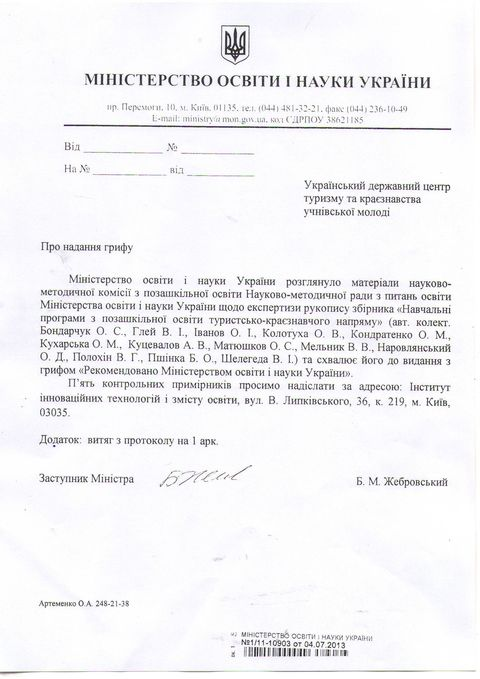 МІНІСТЕРСТВО ОСВІТИ І НАУКИ УКРАЇНИ
пр. Перемоги, 10, м. Київ, 01135, тел. (044) 481-32-21, факс (044) 236-10-49
E-mail: ministry@mon.gov.ua, код ЄДРПОУ 38621185
Від ____________ № ____________
На № ____________ від ____________
Український державний центр
туризму та краєзнавства
учнівської молоді
Про надання грифу
Міністерство освіти і науки України розглянуло матеріали науково-
методичної комісії з позашкільної освіти Науково-методичної ради з питань освіти
Міністерства освіти і науки України щодо експертизи рукопису збірника «Навчальні
програми з позашкільної освіти туристсько-краєзнавчого напряму» (авт. колект.
Бондарчук О. С., Глей В. І., Іванов О. І., Колотуха О. В., Кондратенко О. М.,
Кухарська О. М., Куцевалов А. В., Матюшков О. С., Мельник В. В., Наровлянський
О. Д., Полохін В. Г., Пшінка Б. О., Шелегеда В. І.) та схвалює його до видання з
грифом «Рекомендовано Міністерством освіти і науки України».
П'ять контрольних примірників просимо надіслати за адресою: Інститут
інноваційних технологій і змісту освіти, вул. В. Липківського, 36, к. 219, м. Київ,
03035.
Додаток: витяг з протоколу на 1 арк.
Заступник Міністра
Б. М. Жебровський
Артеменко О.А. 248-21-38
МІНІСТЕРСТВО ОСВІТИ І НАУКИ УКРАЇНИ
№1/11-10903 от 04.07.2013